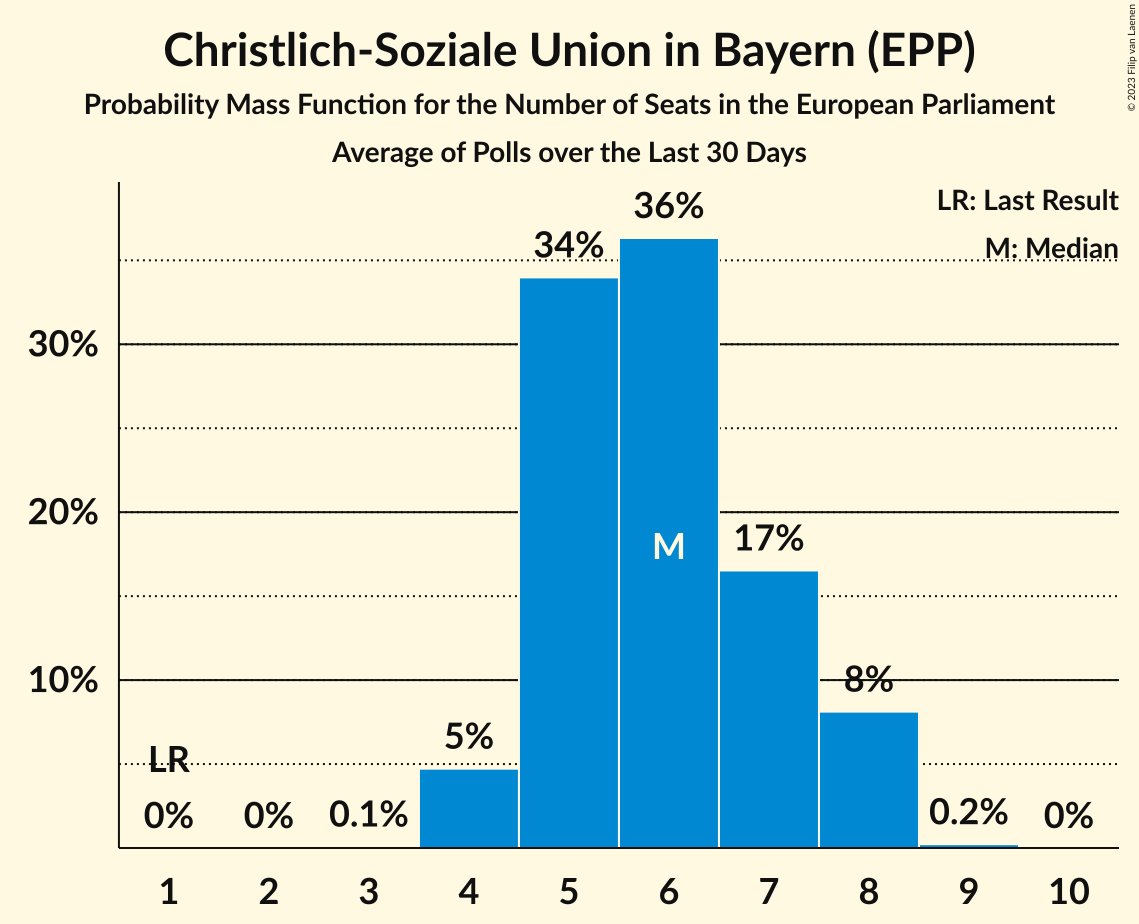 Christlich-Soziale Union in Bayern (EPP)
Probability Mass Function for the Number of Seats in the European Parliament
Average of Polls over the Last 30 Days
© 2023 Filip van Laenen
LR: Last Result
M: Median
36%
34%
30%
20%
17%
M
10%
8%
5%
LR
0%
0%
0.1%
0.2%
0%
1 2 3 4 5 6 7 8 9 10